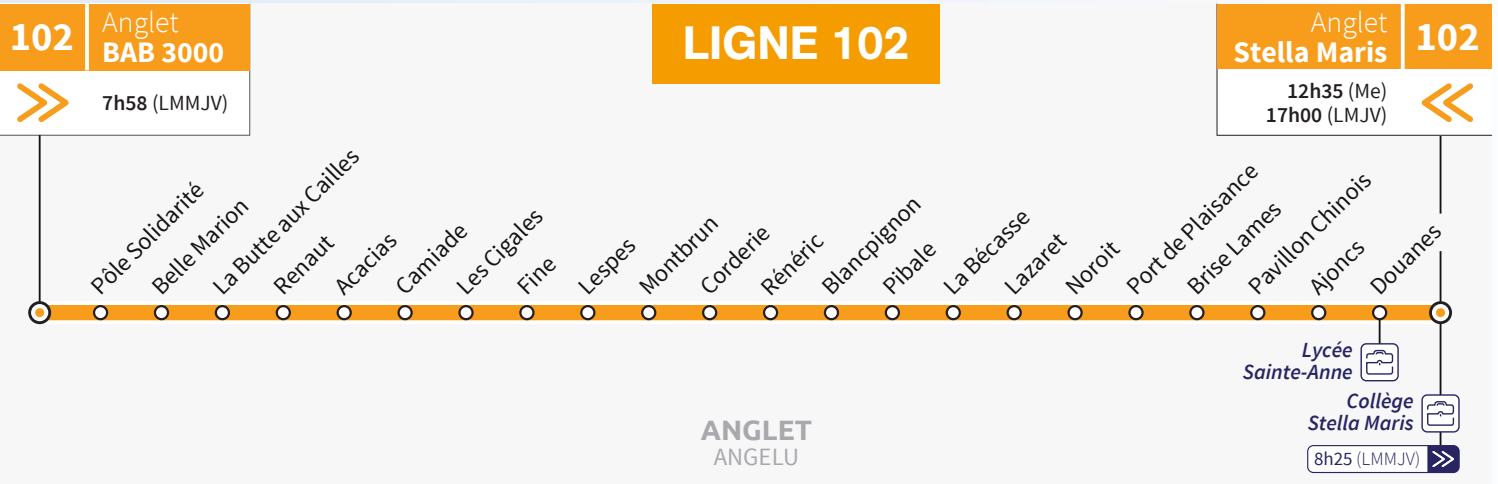 102
Anglet
BAB 3000
7h58 (LMMJV)
LIGNE 102
Anglet
Stella Maris
102
12h35 (Me)
17h00 (LMJV)
Pôle Solidarité
Belle Marion
La Butte aux Cailles
Renaut
Acacias
Camiade
Les Cigales
Fine
Lespes
Montbrun
Corderie
Rénéric
Blancpignon
Pibale
La Bécasse
Lazaret
Noroit
Port de Plaisance
Brise Lames
Pavillon Chinois
Ajoncs
Douanes
Lycée
Sainte-Anne
Collège
Stella Maris
8h25 (LMMJV)
ANGLET
ANGELU